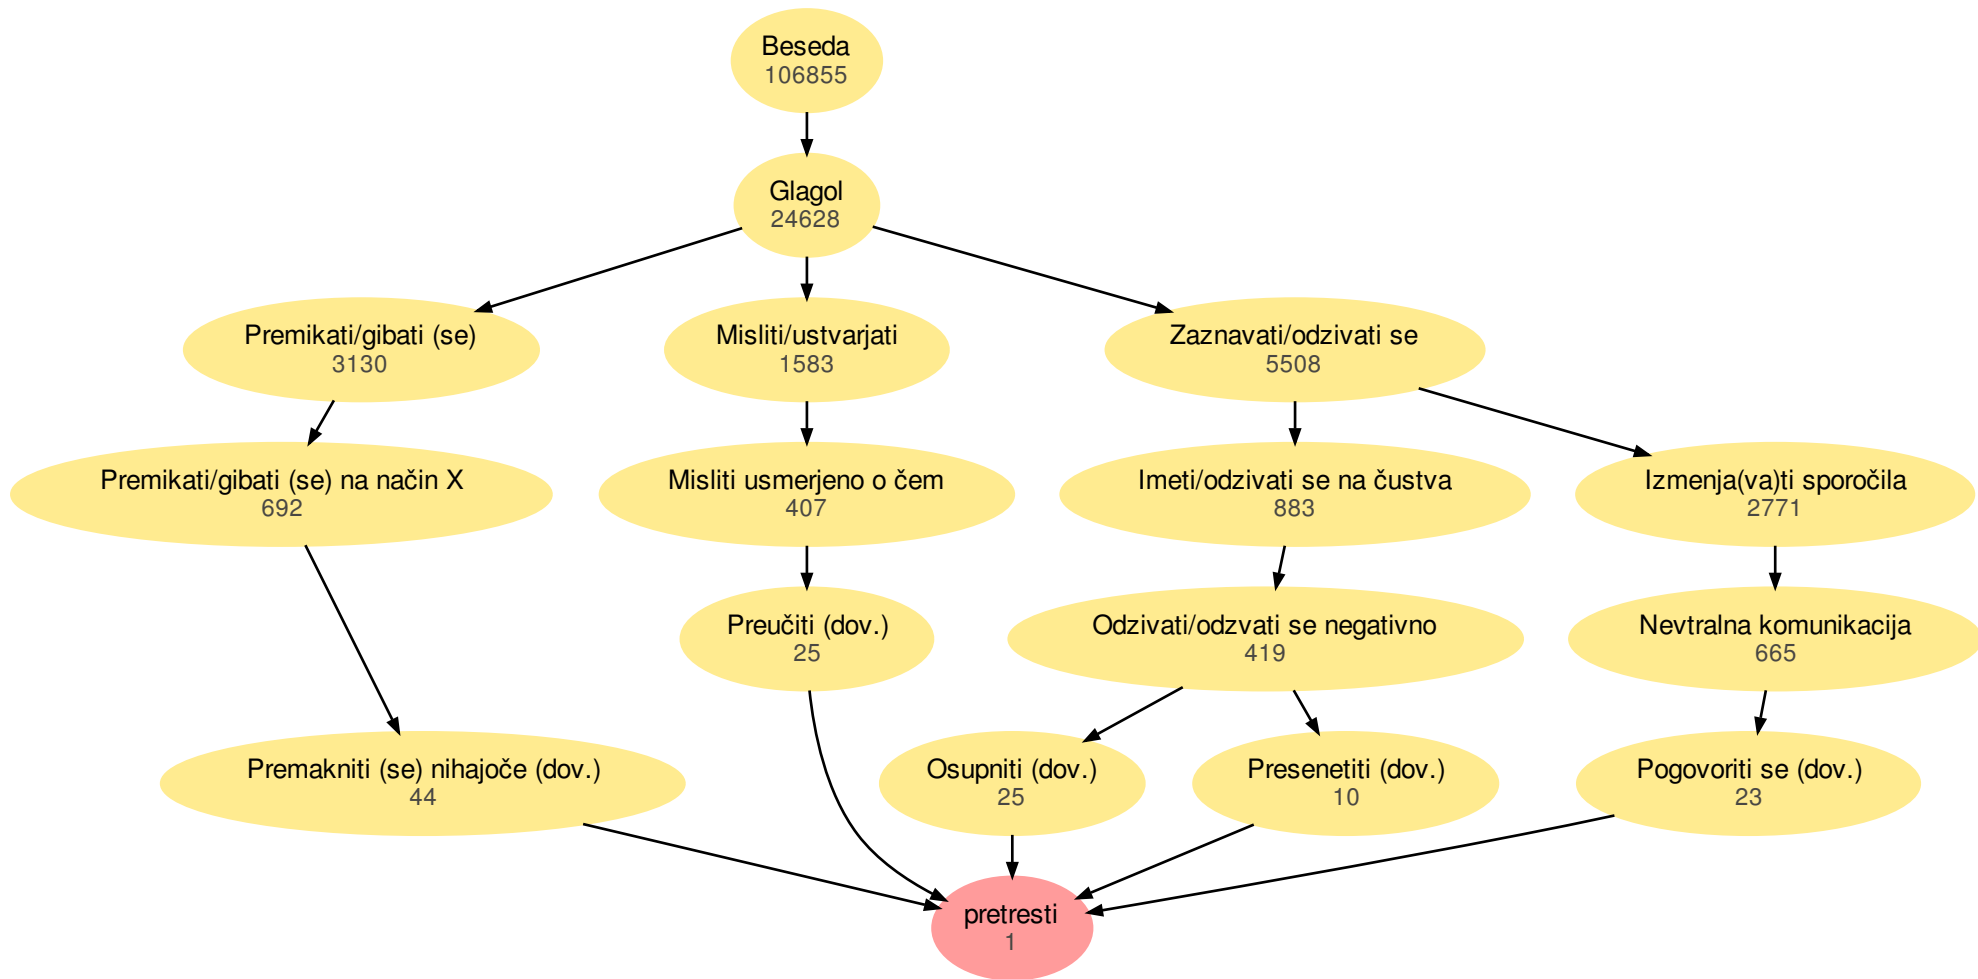 Beseda
106855
Glagol
24628
Premikati/gibati (se)
3130
Misliti/ustvarjati
1583
Zaznavati/odzivati se
5508
Premikati/gibati (se) na način X
692
Misliti usmerjeno o čem
407
Imeti/odzivati se na čustva
883
Izmenja(va)ti sporočila
2771
Preučiti (dov.)
25
Odzivati/odzvati se negativno
419
Nevtralna komunikacija
665
Premakniti (se) nihajoče (dov.)
44
Osupniti (dov.)
25
Presenetiti (dov.)
10
Pogovoriti se (dov.)
23
pretresti
1